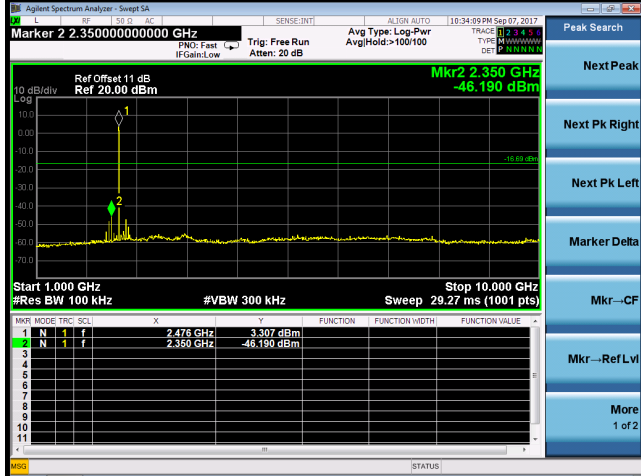 Agilent Spectrum Analyzer - Swept SA
L RF 50 Ω AC SENSE:INT ALIGN AUTO 10:34:09 PM Sep 07, 2017
Marker 2 2.350000000000 GHz
PNO: Fast
IFGain:Low
Trig: Free Run
Atten: 20 dB
Avg Type: Log-Pwr
Avg|Hold:>100/100
TRACE 1 2 3 4 5 6
TYPE M W W W W W
DET P N N N N N
Peak Search
Next Peak
Next Pk Right
Next Pk Left
Marker Delta
Mkr→CF
Mkr→Ref Lvl
More
1 of 2
Mkr2 2.350 GHz
-46.190 dBm
Ref Offset 11 dB
10 dB/div Ref 20.00 dBm
Log
10.0
0.00
-10.0
-20.0
-30.0
-40.0
-50.0
-60.0
-70.0
1
2
-16.69 dBm
Start 1.000 GHz Stop 10.000 GHz
#Res BW 100 kHz #VBW 300 kHz Sweep 29.27 ms (1001 pts)
MKR MODE TRC SCL X Y FUNCTION FUNCTION WIDTH FUNCTION VALUE
1 N 1 f 2.476 GHz 3.307 dBm
2 N 1 f 2.350 GHz -46.190 dBm
3
4
5
6
7
8
9
10
11
MSG STATUS